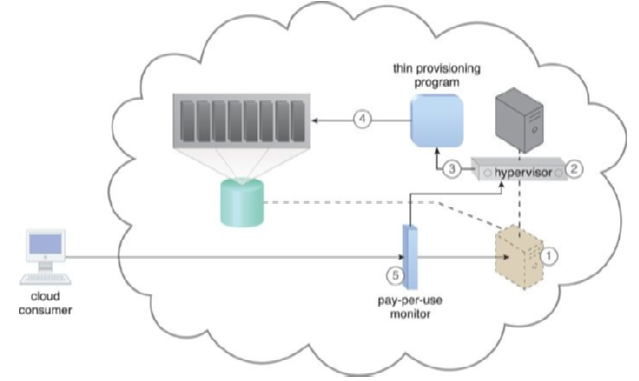 thin provisioning
program
4
3
hypervisor
2
1
5
cloud
consumer
pay-per-use
monitor